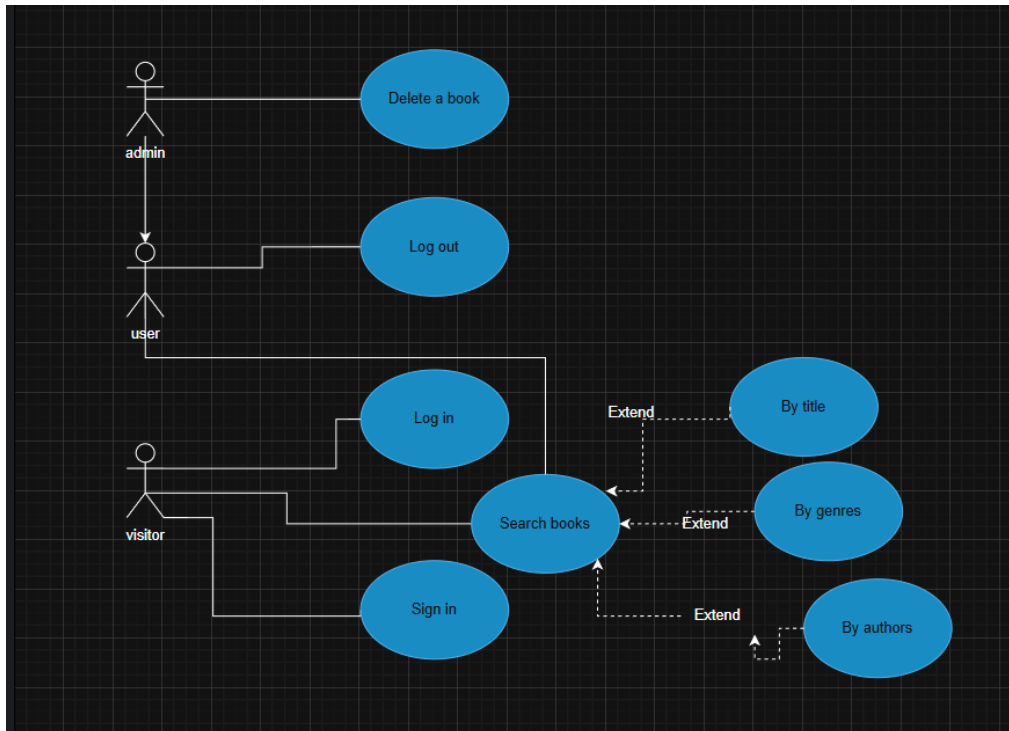 Delete a book
admin
Log out
user
Log in
By title
Extend
By genres
Search books
Extend
visitor
Sign in
Extend
By authors